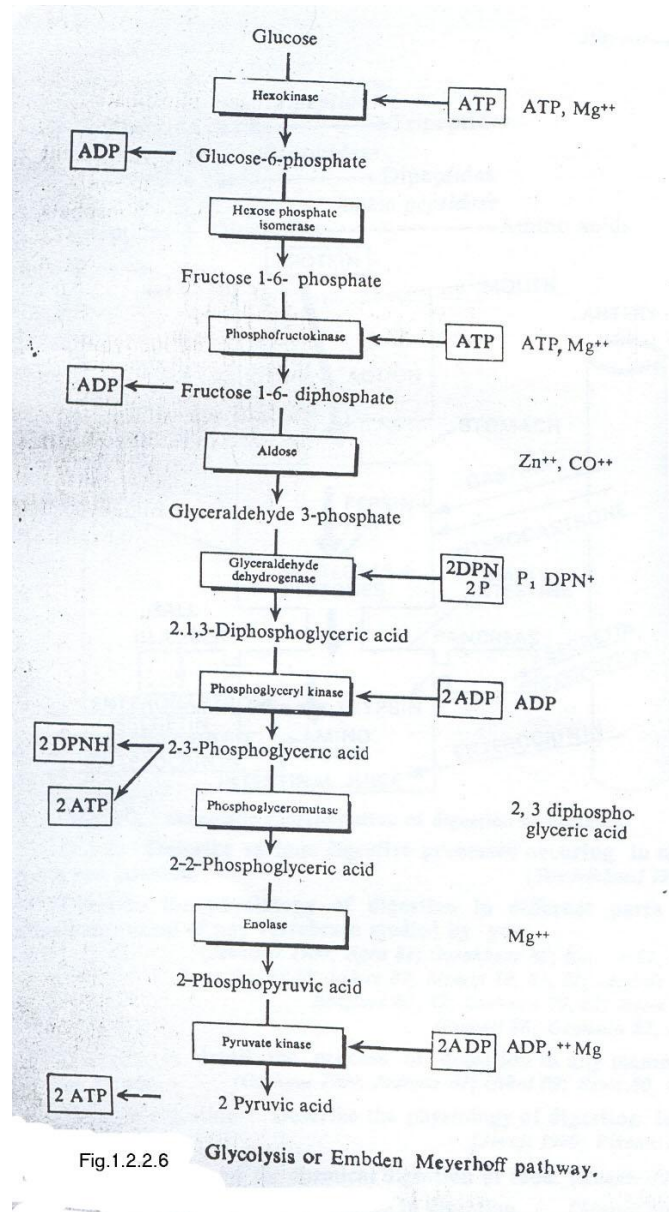 Glucose
Hexokinase
ATP
ATP, Mg⁺⁺
ADP
Glucose-6-phosphate
Hexose phosphate
isomerase
Fructose 1-6- phosphate
Phosphofructokinase
ATP
ATP, Mg⁺⁺
ADP
Fructose 1-6- diphosphate
Aldose
Zn⁺⁺, CO⁺⁺
Glyceraldehyde 3-phosphate
Glyceraldehyde
dehydrogenase
2DPN
2P
P₁ DPN⁺
2.1,3-Diphosphoglyceric acid
Phosphoglyceryl kinase
2 ADP
ADP
2 DPNH
2-3-Phosphoglyceric acid
2 ATP
Phosphoglyceromutase
2, 3 diphospho-
glyceric acid
2-2-Phosphoglyceric acid
Enolase
Mg⁺⁺
2-Phosphopyruvic acid
Pyruvate kinase
2ADP
ADP, ⁺⁺Mg
2 ATP
2 Pyruvic acid
Fig.1.2.2.6
Glycolysis or Embden Meyerhoff pathway.